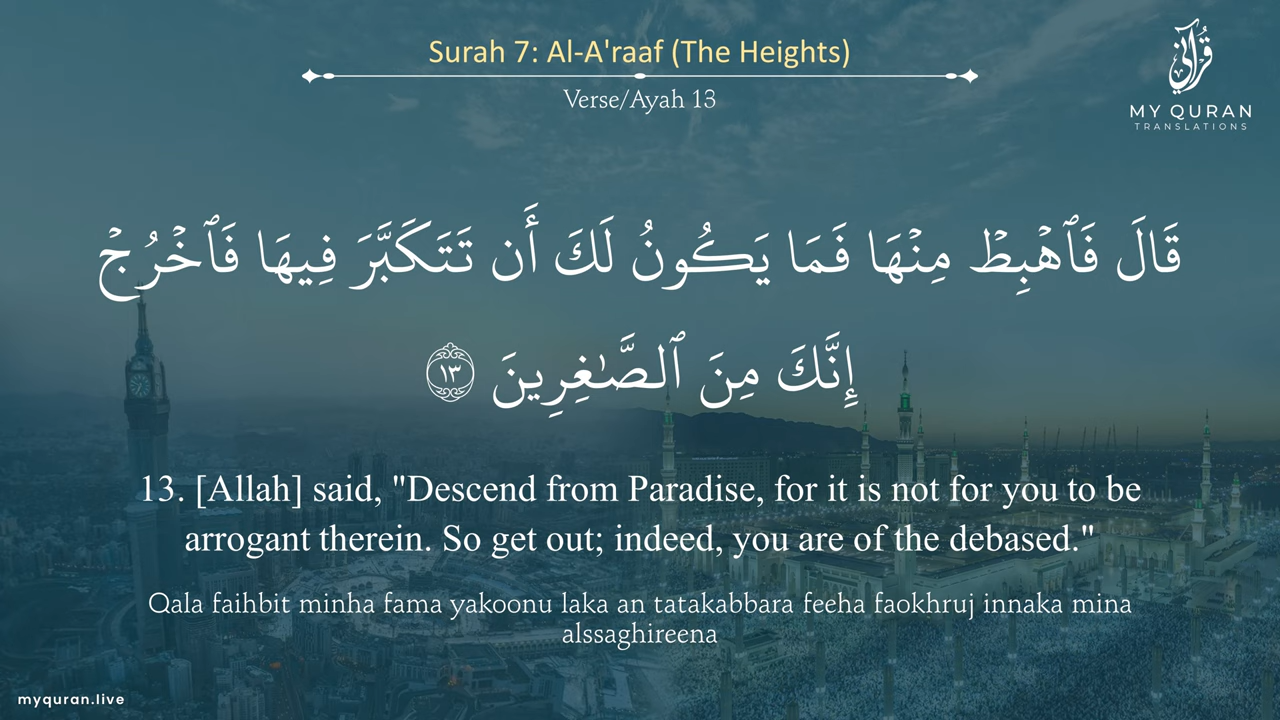 Surah 7: Al-A'raaf (The Heights)
Verse/Ayah 13
قُرْآنِي
MY QURAN
TRANSLATIONS
قَالَ فَٱهْبِطْ مِنْهَا فَمَا يَكُونُ لَكَ أَن تَتَكَبَّرَ فِيهَا فَٱخْرُجْ
إِنَّكَ مِنَ ٱلصَّـٰغِرِينَ ١٣
13. [Allah] said, "Descend from Paradise, for it is not for you to be
arrogant therein. So get out; indeed, you are of the debased."
Qala faihbit minha fama yakoonu laka an tatakabbara feeha faokhruj innaka mina
alssaghireena
myquran.live